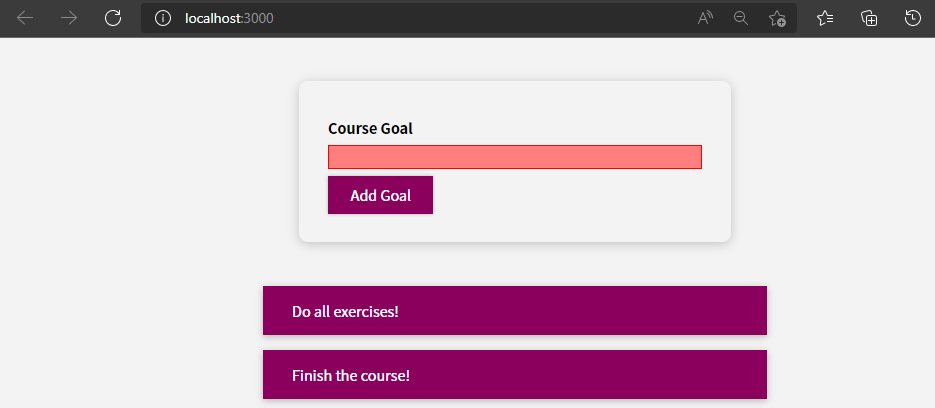 localhost:3000
Course Goal
Add Goal
Do all exercises!
Finish the course!